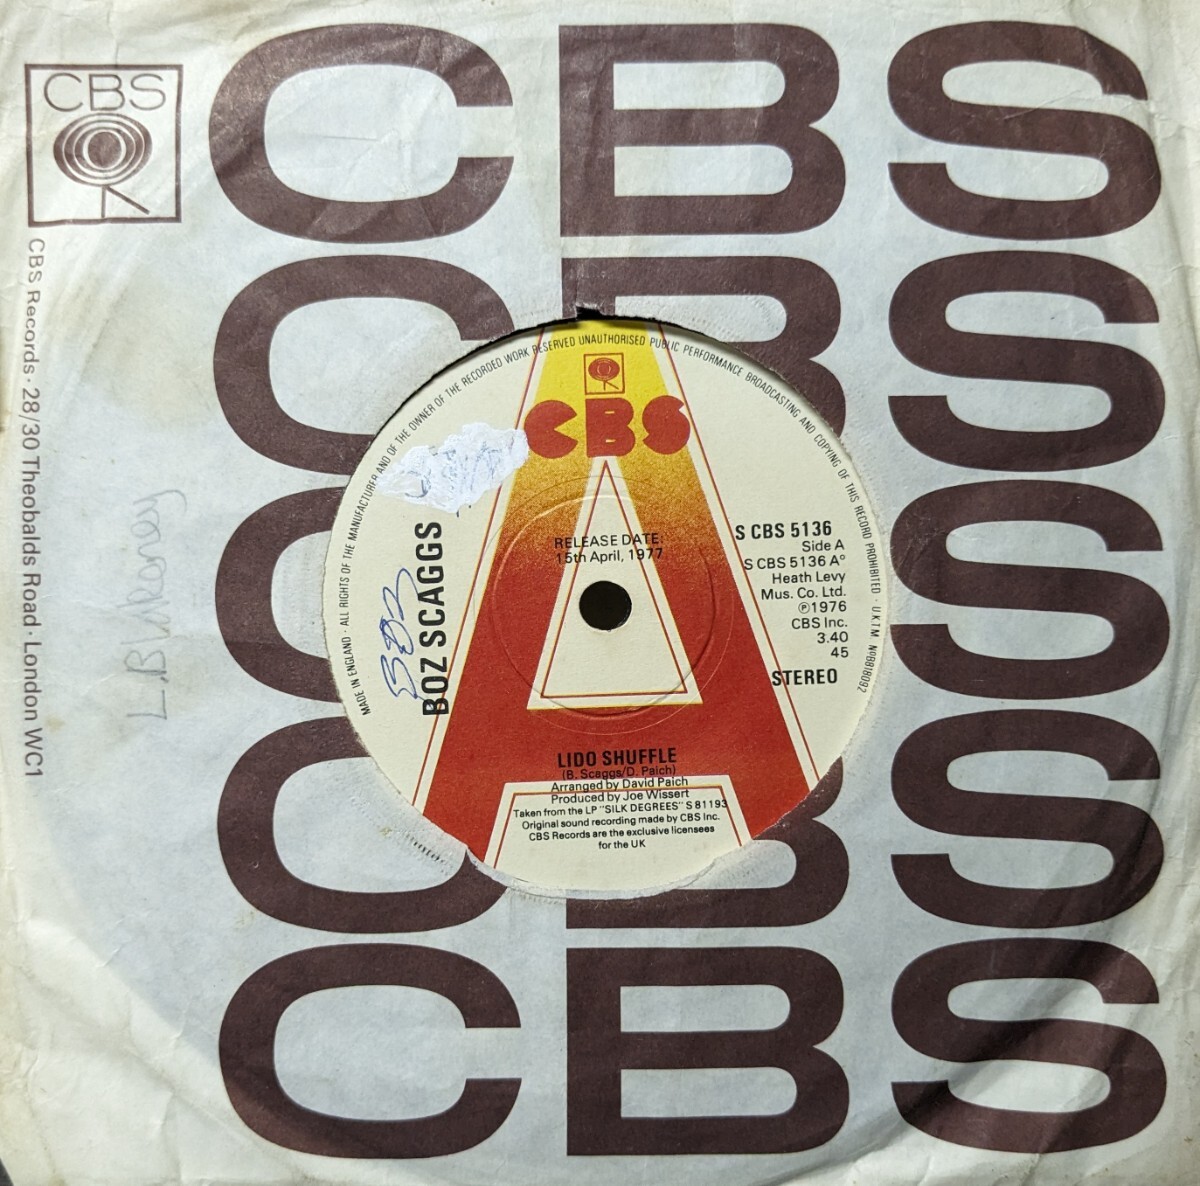 CBS
CBS Records · 28/30 Theobalds Road · London WC1
CBS
CBS
CBS
CBS
CBS
ALL RIGHTS OF THE MANUFACTURER AND OF THE OWNER OF THE RECORDED WORK RESERVED UNAUTHORISED PUBLIC PERFORMANCE BROADCASTING AND COPYING OF THIS RECORD PROHIBITED · U.K.T.M. No B818092
MADE IN ENGLAND ·
CBS
A
BOZ SCAGGS
RELEASE DATE:
15th April, 1977
S CBS 5136
Side A
S CBS 5136 A°
Heath Levy
Mus. Co. Ltd.
℗ 1976
CBS Inc.
3.40
45
STEREO
LIDO SHUFFLE
(B. Scaggs/D. Paich)
Arranged by David Paich
Produced by Joe Wissert
Taken from the LP "SILK DEGREES" S 81193
Original sound recording made by CBS Inc.
CBS Records are the exclusive licensees
for the UK